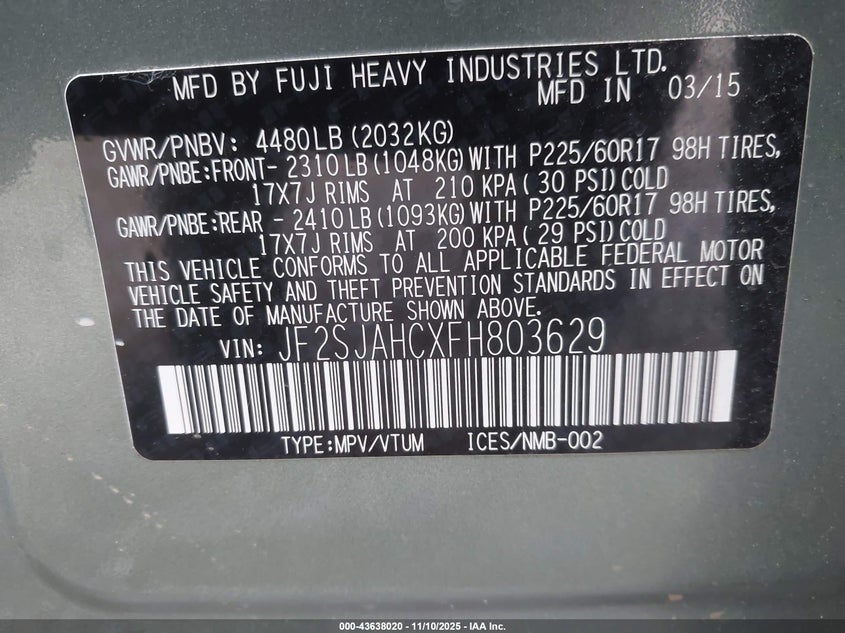 MFD BY FUJI HEAVY INDUSTRIES LTD.
MFD IN 03/15
GVWR/PNBV: 4480LB(2032KG)
GAWR/PNBE:FRONT- 2310LB(1048KG)WITH P225/60R17 98H TIRES,
17X7J RIMS AT 210 KPA(30 PSI)COLD
GAWR/PNBE:REAR - 2410LB(1093KG)WITH P225/60R17 98H TIRES,
17X7J RIMS AT 200 KPA(29 PSI)COLD
THIS VEHICLE CONFORMS TO ALL APPLICABLE FEDERAL MOTOR
VEHICLE SAFETY AND THEFT PREVENTION STANDARDS IN EFFECT ON
THE DATE OF MANUFACTURE SHOWN ABOVE.
VIN: JF2SJAHCXFH803629
TYPE:MPV/VTUM ICES/NMB-002
000-43638020 - 11/10/2025 - IAA Inc.